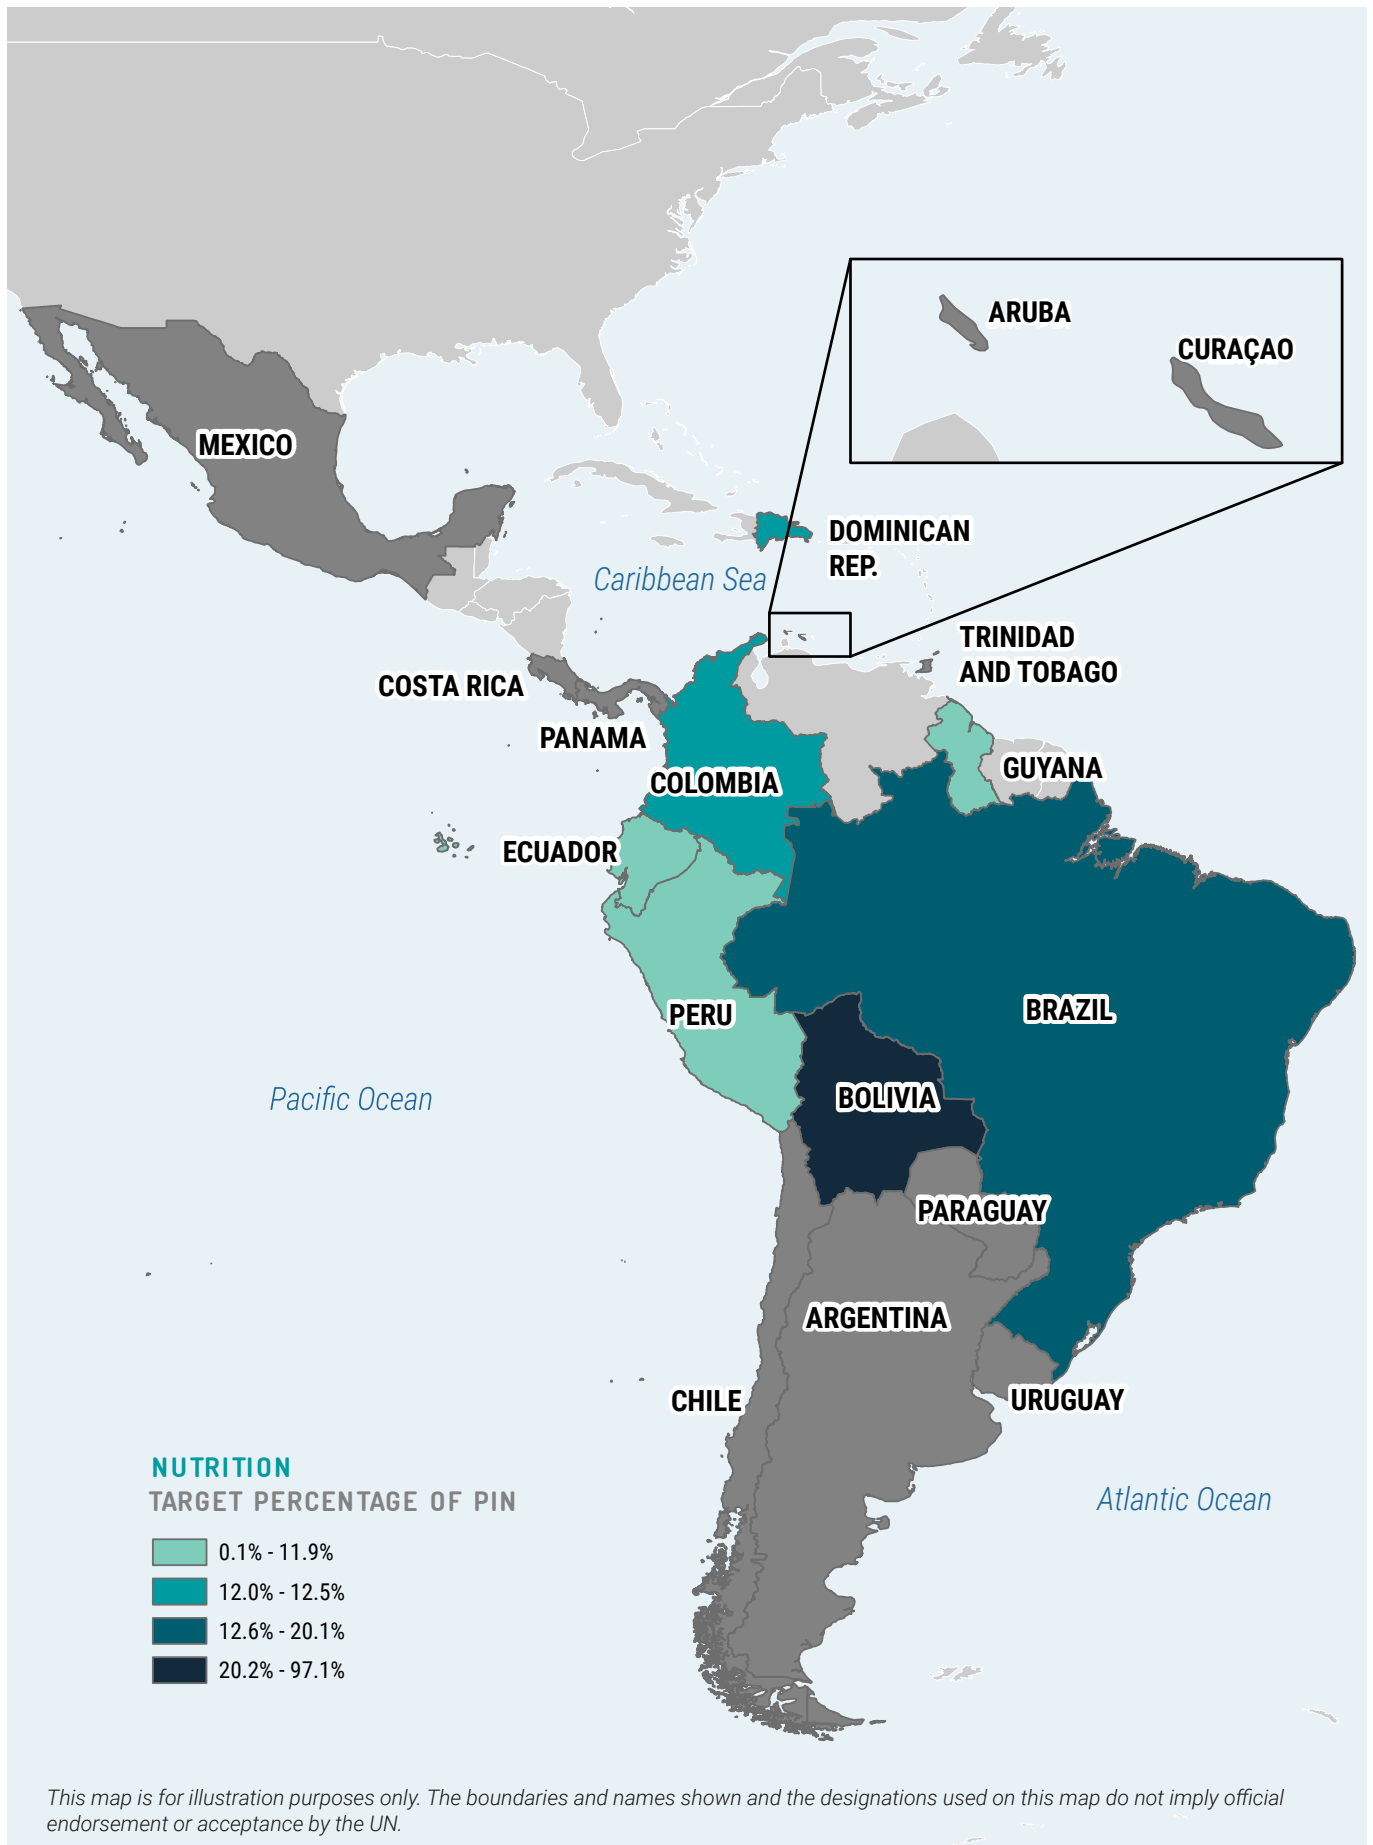 ARUBA
CURAÇAO
MEXICO
DOMINICAN
REP.
Caribbean Sea
TRINIDAD
AND TOBAGO
COSTA RICA
PANAMA
GUYANA
COLOMBIA
ECUADOR
PERU
BRAZIL
Pacific Ocean
BOLIVIA
PARAGUAY
ARGENTINA
CHILE
URUGUAY
Atlantic Ocean
NUTRITION
TARGET PERCENTAGE OF PIN
0.1% - 11.9%
12.0% - 12.5%
12.6% - 20.1%
20.2% - 97.1%
This map is for illustration purposes only. The boundaries and names shown and the designations used on this map do not imply official
endorsement or acceptance by the UN.